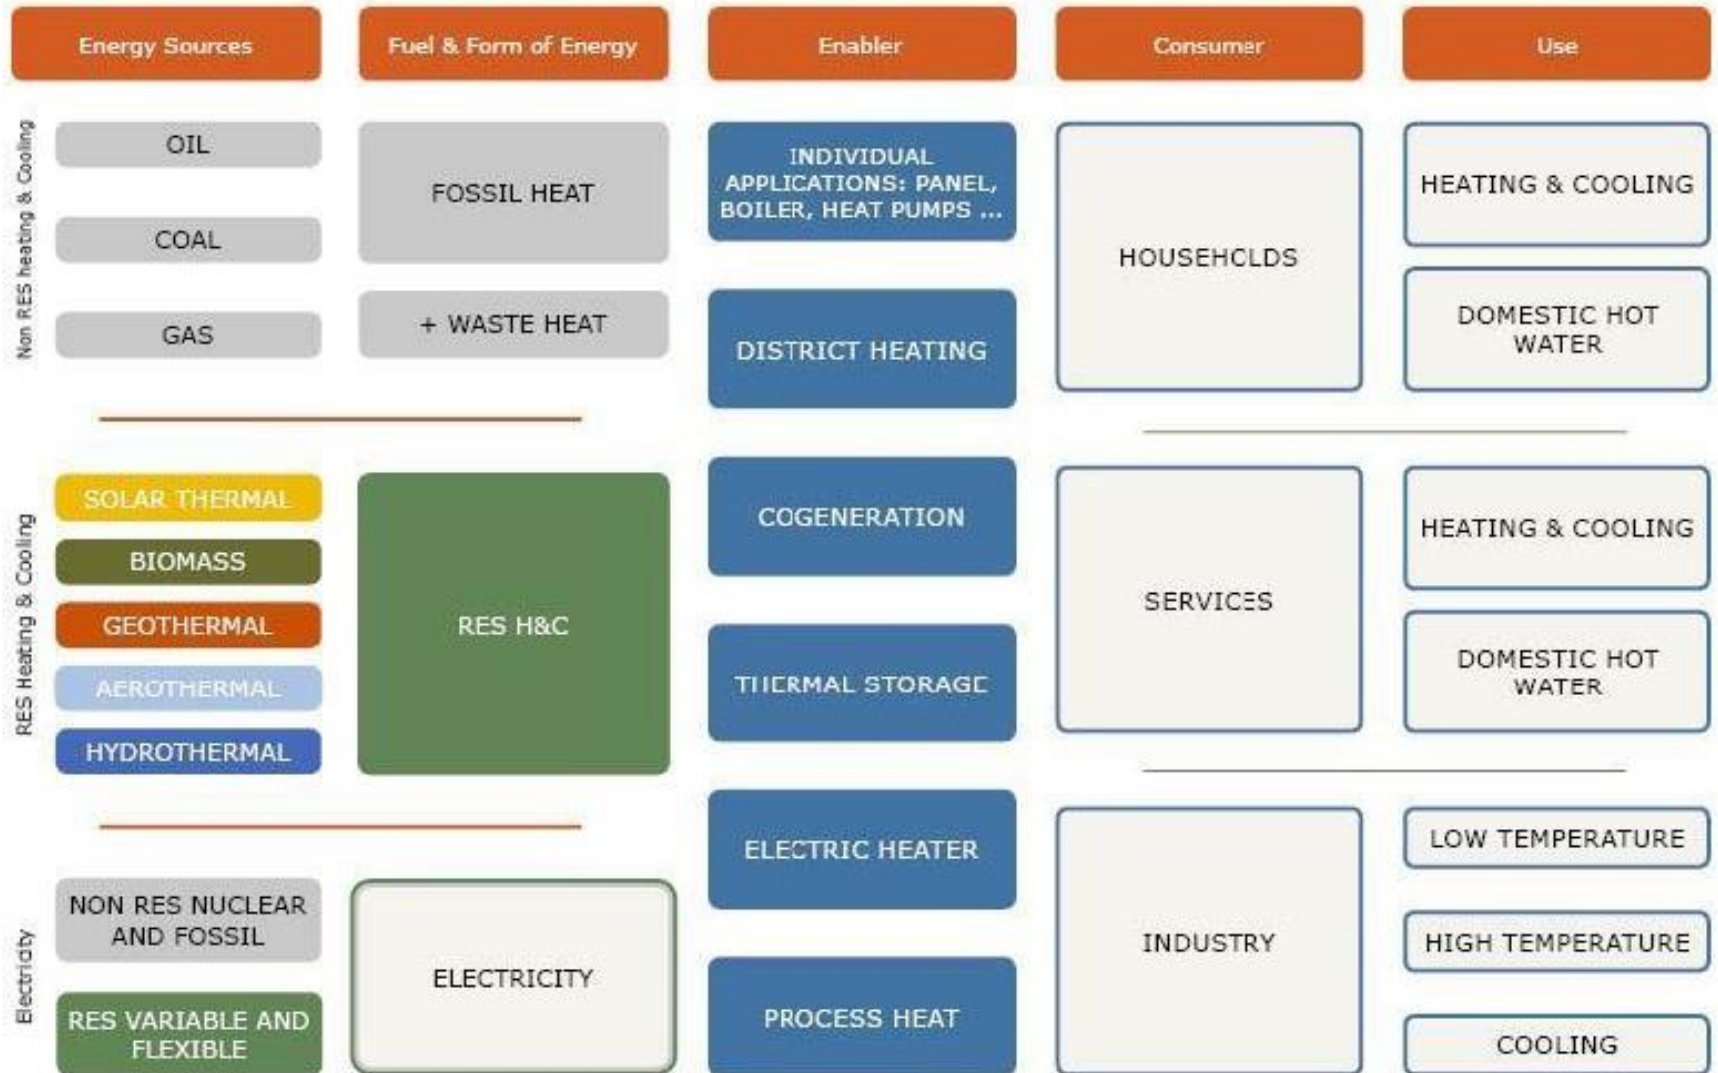 Energy Sources
Fuel & Form of Energy
Enabler
Consumer
Use
Non RES heating & Cooling
OIL
COAL
GAS
FOSSIL HEAT
+ WASTE HEAT
RES Heating & Cooling
SOLAR THERMAL
BIOMASS
GEOTHERMAL
AEROTHERMAL
HYDROTHERMAL
RES H&C
Electricity
NON RES NUCLEAR
AND FOSSIL
RES VARIABLE AND
FLEXIBLE
ELECTRICITY
INDIVIDUAL
APPLICATIONS: PANEL,
BOILER, HEAT PUMPS ...
DISTRICT HEATING
COGENERATION
THERMAL STORAGE
ELECTRIC HEATER
PROCESS HEAT
HOUSEHOLDS
HEATING & COOLING
DOMESTIC HOT
WATER
SERVICES
HEATING & COOLING
DOMESTIC HOT
WATER
INDUSTRY
LOW TEMPERATURE
HIGH TEMPERATURE
COOLING